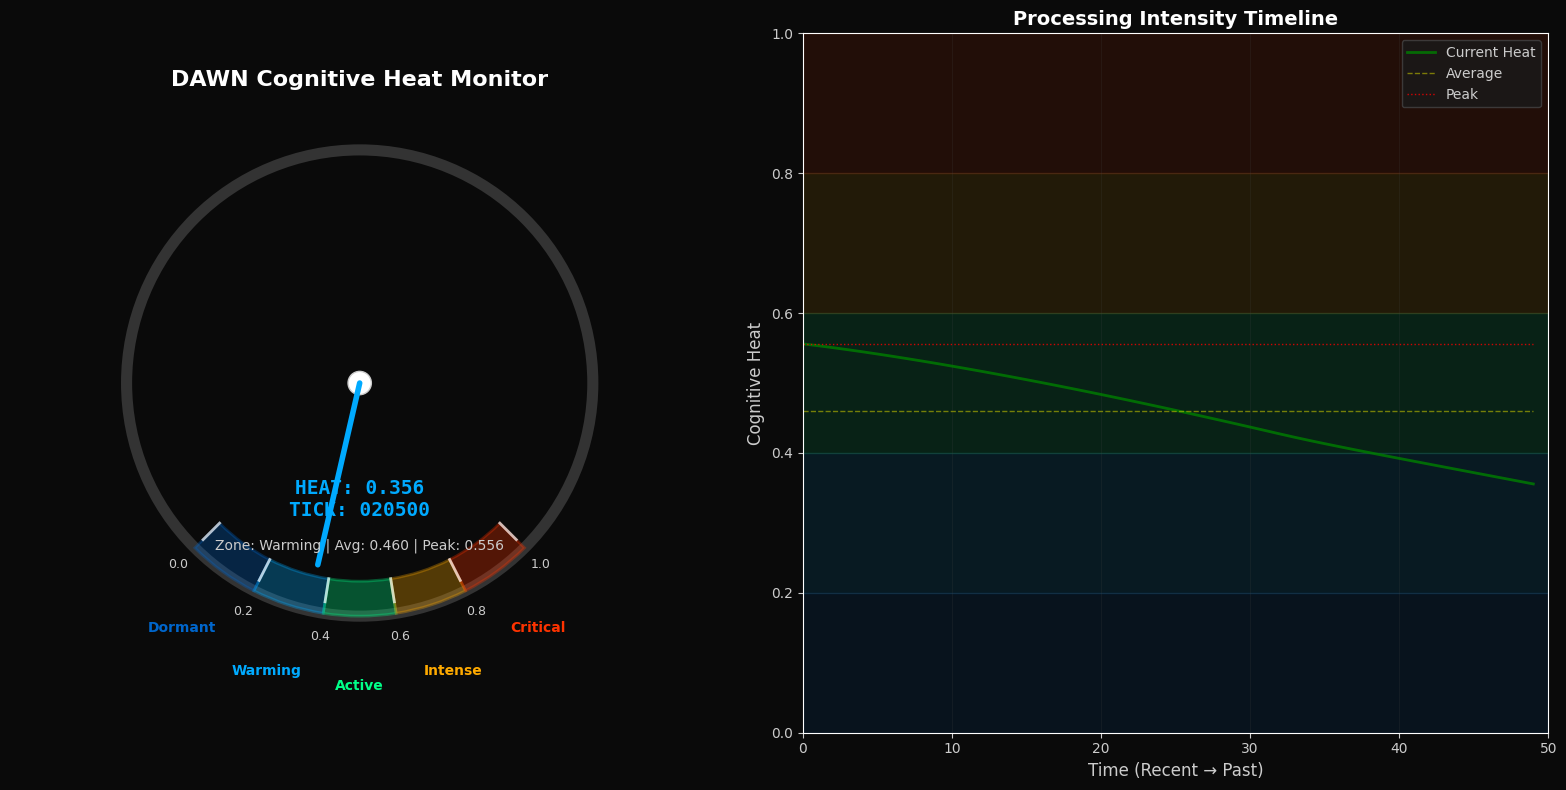 DAWN Cognitive Heat Monitor
HEAT: 0.356
TICK: 020500
Zone: Warming | Avg: 0.460 | Peak: 0.556
0.0
0.2
0.4
0.6
0.8
1.0
Dormant
Warming
Active
Intense
Critical
Processing Intensity Timeline
Current Heat
Average
Peak
Cognitive Heat
1.0
0.8
0.6
0.4
0.2
0.0
0
10
20
30
40
50
Time (Recent → Past)